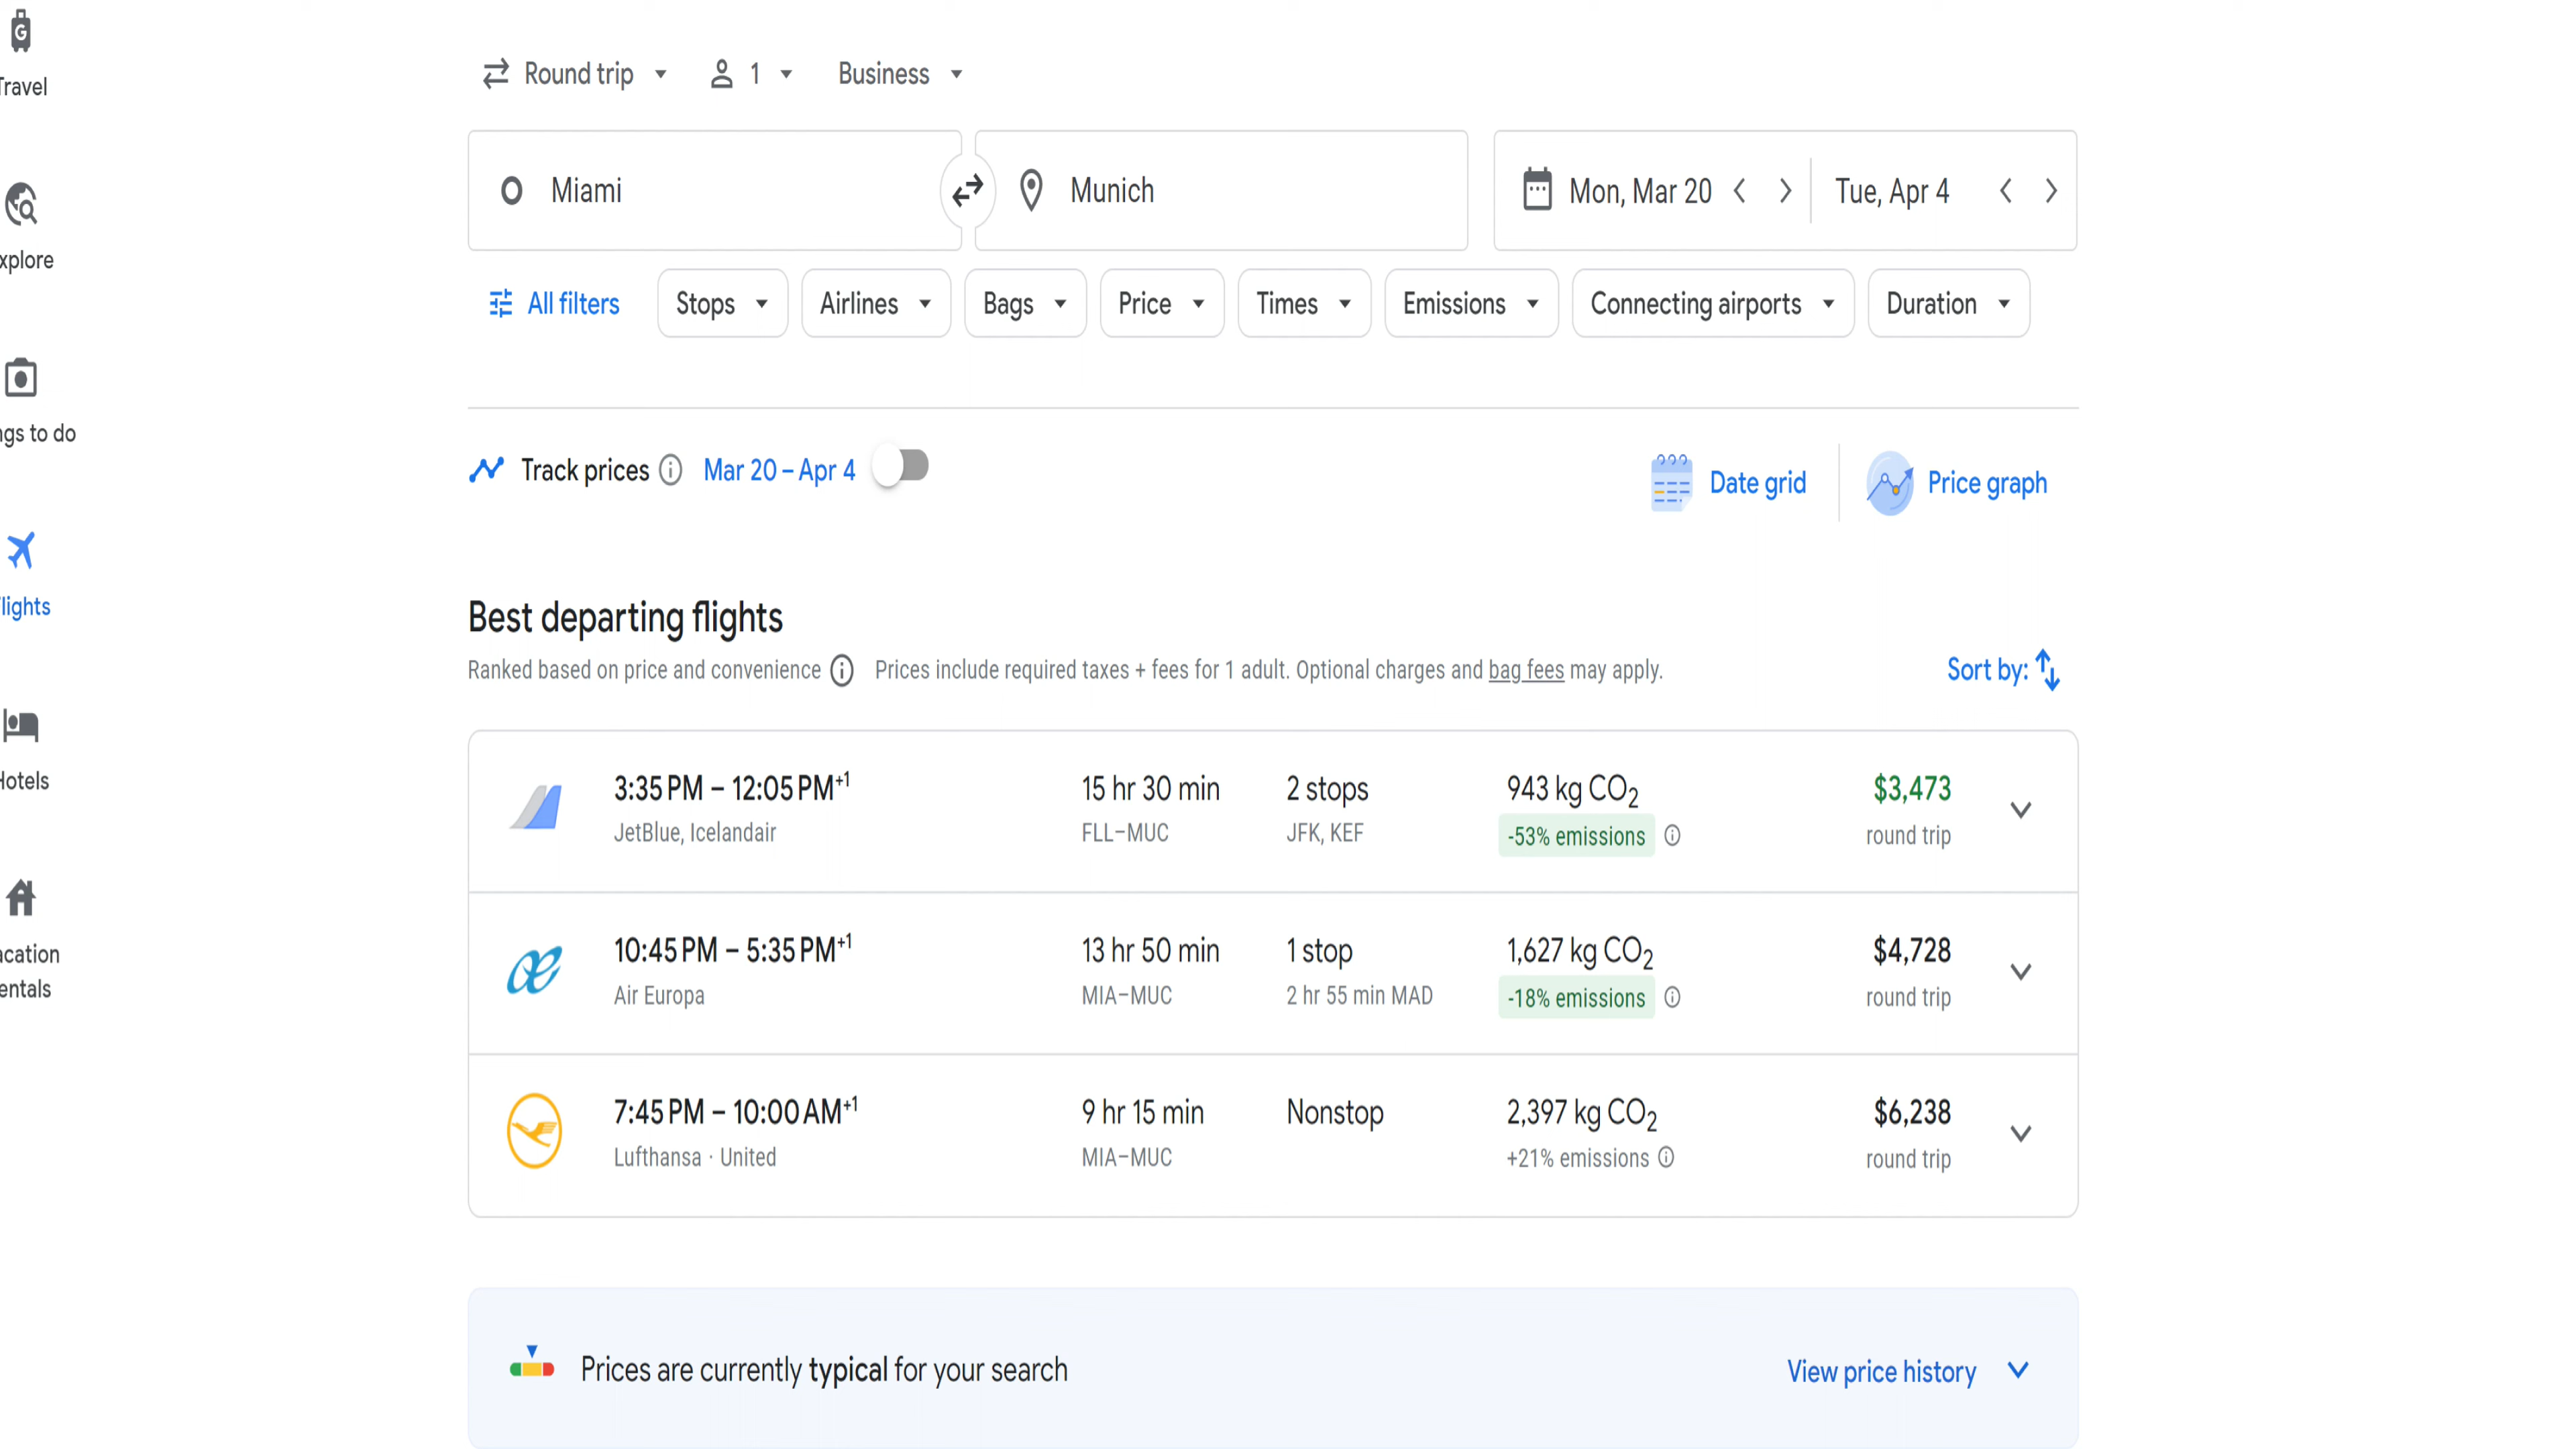 Travel
Round trip 1 Business
Miami Munich Mon, Mar 20 Tue, Apr 4
xplore
All filters Stops Airlines Bags Price Times Emissions Connecting airports Duration
ngs to do
Track prices Mar 20 – Apr 4 Date grid Price graph
lights
Best departing flights
Ranked based on price and convenience Prices include required taxes + fees for 1 adult. Optional charges and bag fees may apply. Sort by:
Hotels
3:35 PM – 12:05 PM+1 15 hr 30 min 2 stops 943 kg CO2 $3,473
JetBlue, Icelandair FLL–MUC JFK, KEF -53% emissions round trip
acation
entals
10:45 PM – 5:35 PM+1 13 hr 50 min 1 stop 1,627 kg CO2 $4,728
Air Europa MIA–MUC 2 hr 55 min MAD -18% emissions round trip
7:45 PM – 10:00 AM+1 9 hr 15 min Nonstop 2,397 kg CO2 $6,238
Lufthansa · United MIA–MUC +21% emissions round trip
Prices are currently typical for your search View price history